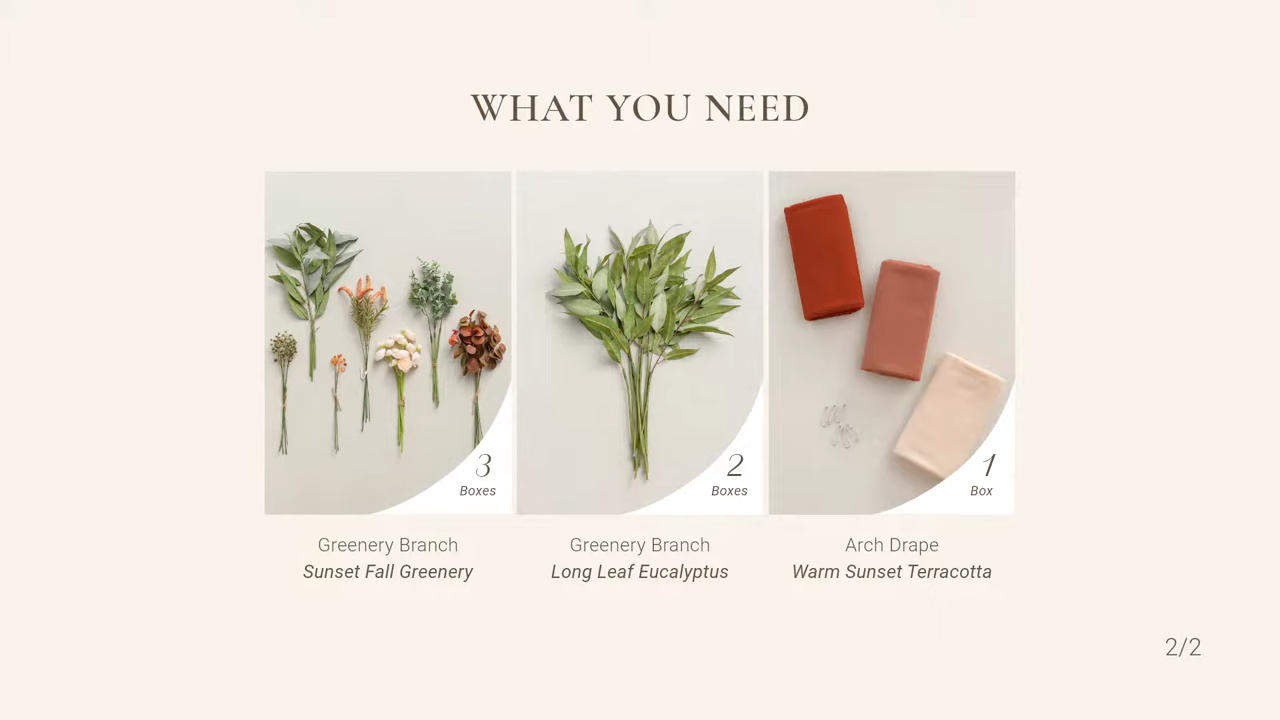 WHAT YOU NEED
3
Boxes
2
Boxes
1
Box
Greenery Branch
Sunset Fall Greenery
Greenery Branch
Long Leaf Eucalyptus
Arch Drape
Warm Sunset Terracotta
2/2